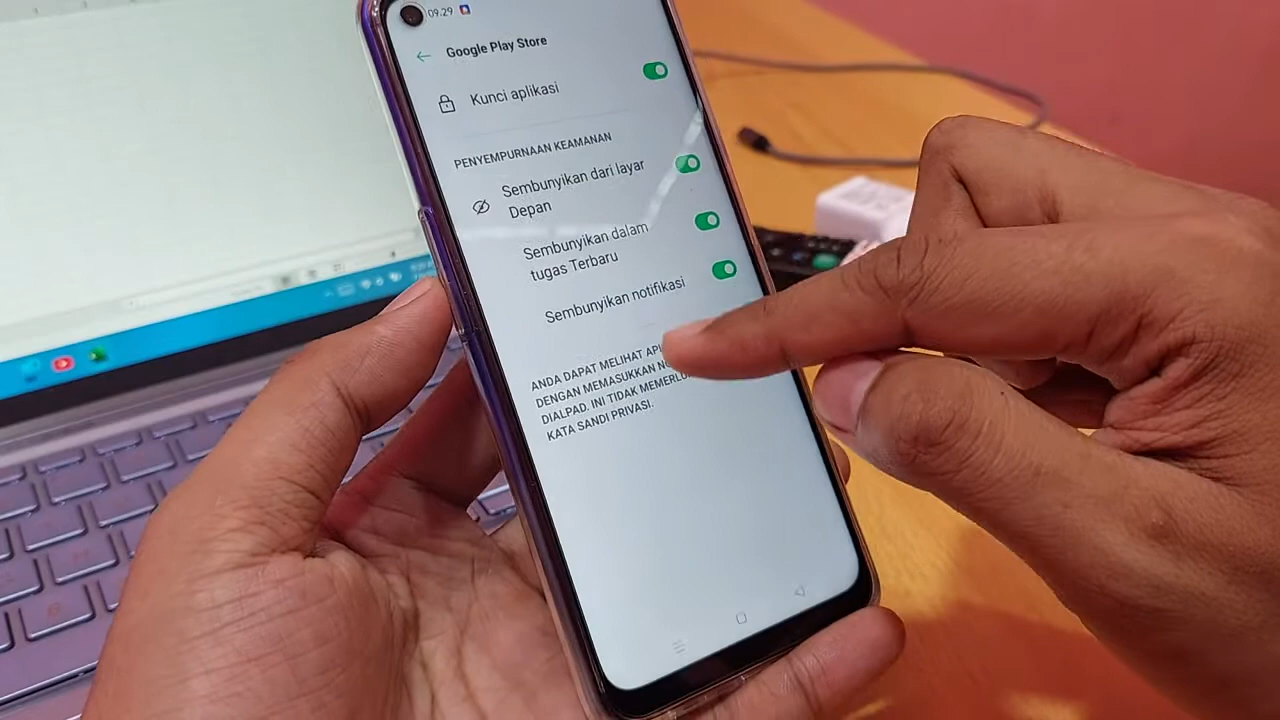 09.29
Google Play Store
Kunci aplikasi
PENYEMPURNAAN KEAMANAN
Sembunyikan dari layar
Depan
Sembunyikan dalam
tugas Terbaru
Sembunyikan notifikasi
ANDA DAPAT MELIHAT
DENGAN MEMASUKKAN
DIALPAD. INI TIDAK
KATA SANDI PRIVASI.